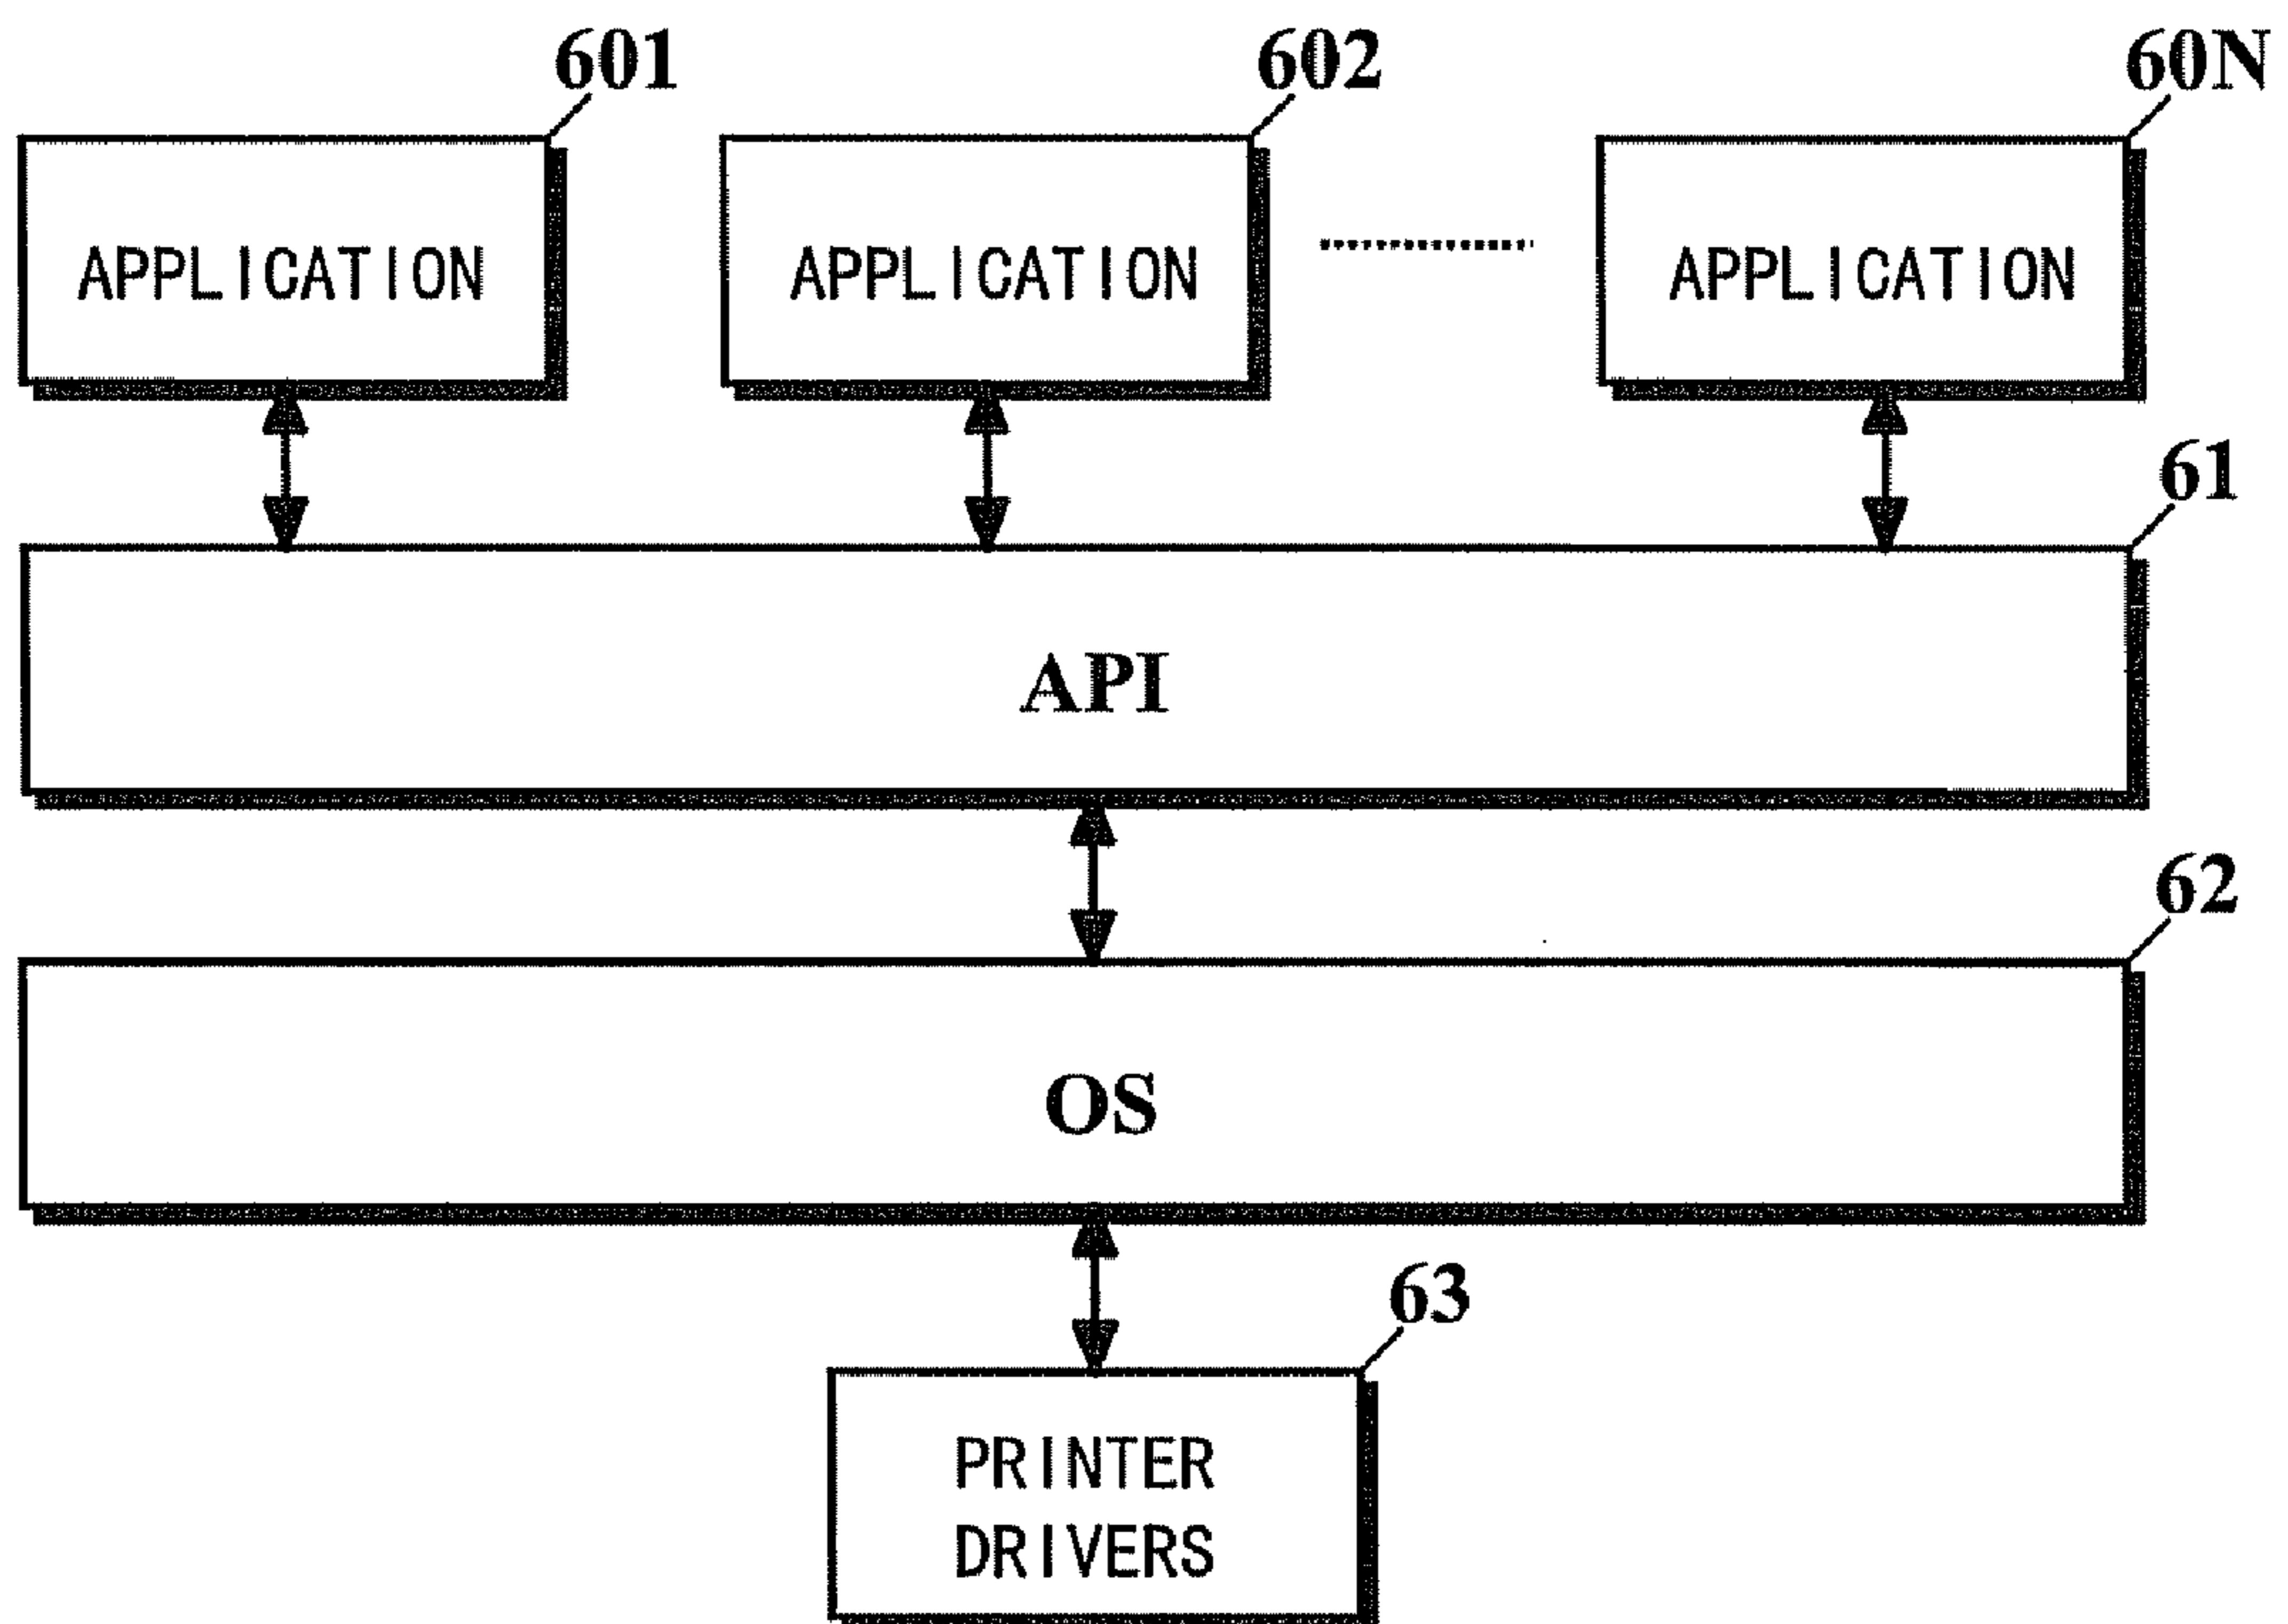 601
602
60N
APPLICATION
APPLICATION
APPLICATION
61
API
62
OS
63
PRINTER
DRIVERS